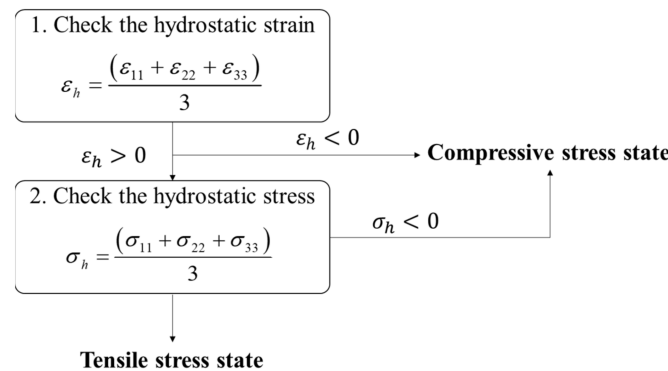 1. Check the hydrostatic strain
ε_h = (ε_11 + ε_22 + ε_33) / 3
ε_h > 0
ε_h < 0
Compressive stress state
2. Check the hydrostatic stress
σ_h = (σ_11 + σ_22 + σ_33) / 3
σ_h < 0
Tensile stress state